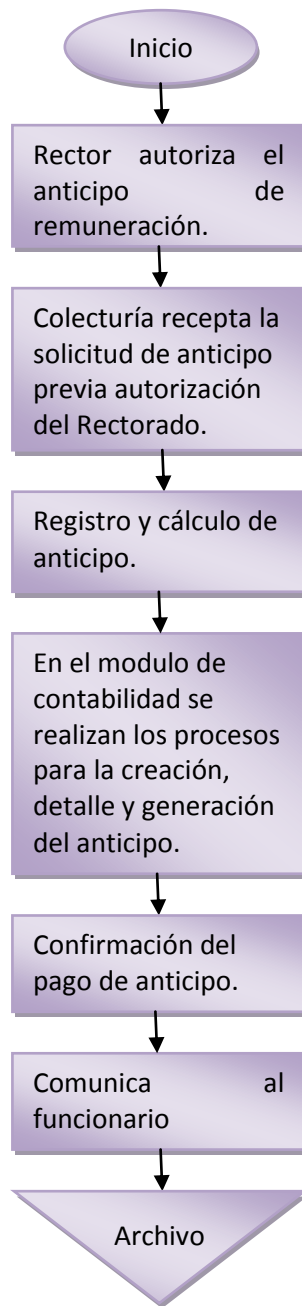 Inicio
Rector autoriza el
anticipo de
remuneración.
Colecturía recepta la
solicitud de anticipo
previa autorización
del Rectorado.
Registro y cálculo de
anticipo.
En el modulo de
contabilidad se
realizan los procesos
para la creación,
detalle y generación
del anticipo.
Confirmación del
pago de anticipo.
Comunica al
funcionario
Archivo